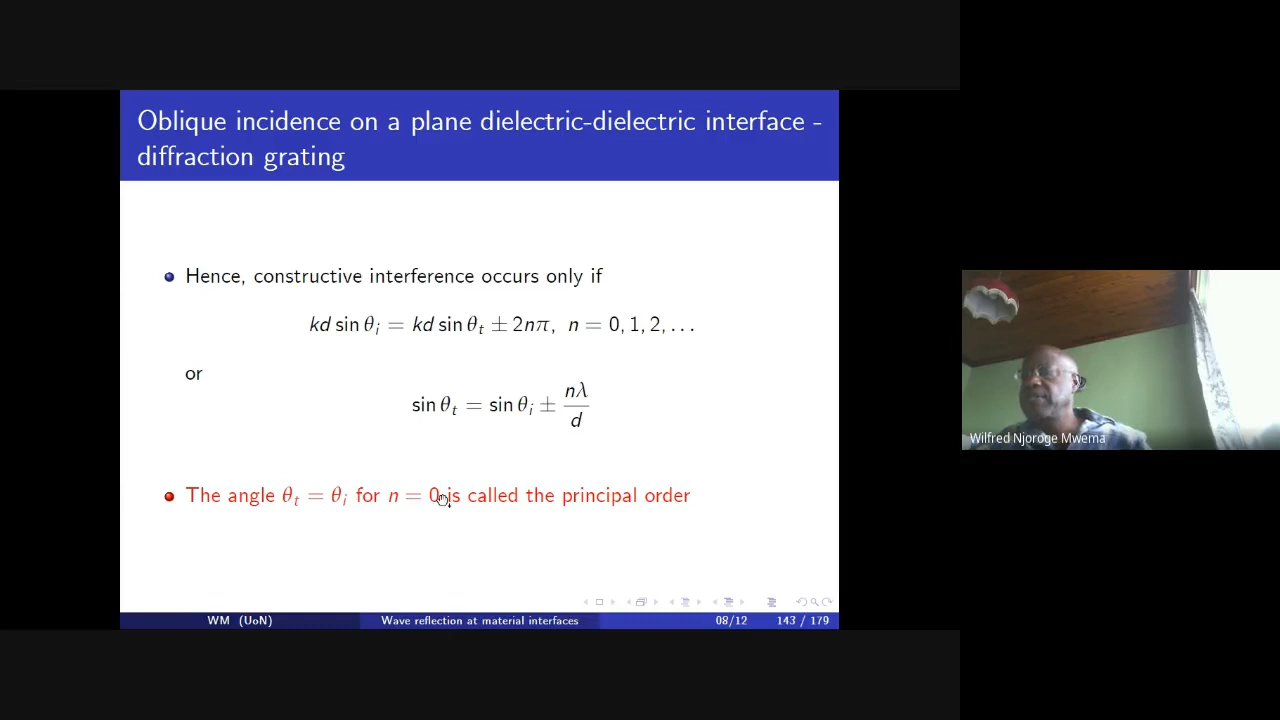 Oblique incidence on a plane dielectric-dielectric interface -
diffraction grating
Hence, constructive interference occurs only if
kd sin θᵢ = kd sin θₜ ± 2nπ, n = 0, 1, 2, ...
or
sin θₜ = sin θᵢ ± nλ/d
The angle θₜ = θᵢ for n = 0 is called the principal order
WM (UoN) Wave reflection at material interfaces 08/12 143 / 179
Wilfred Njoroge Mwema